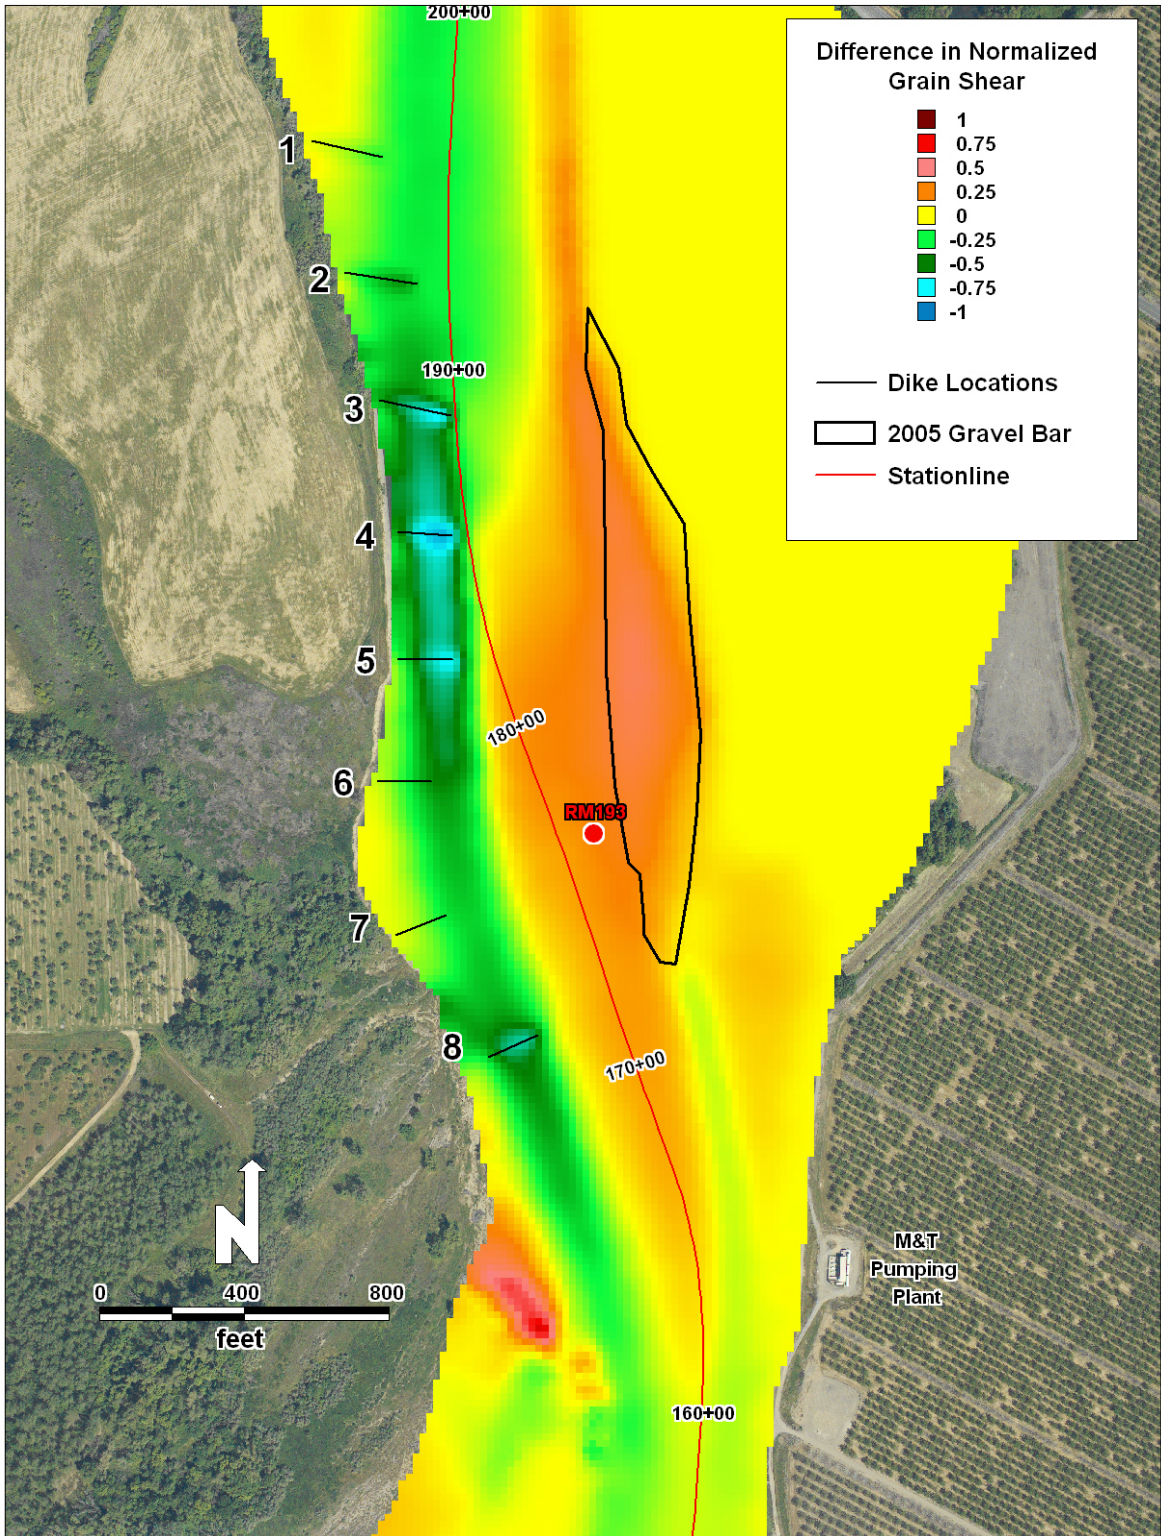 200+00
Difference in Normalized
Grain Shear
1
0.75
0.5
0.25
0
-0.25
-0.5
-0.75
-1
Dike Locations
2005 Gravel Bar
Stationline
1
2
190+00
3
4
5
180+00
6
RM193
7
8
170+00
N
M&T
Pumping
Plant
0 400 800
feet
160+00